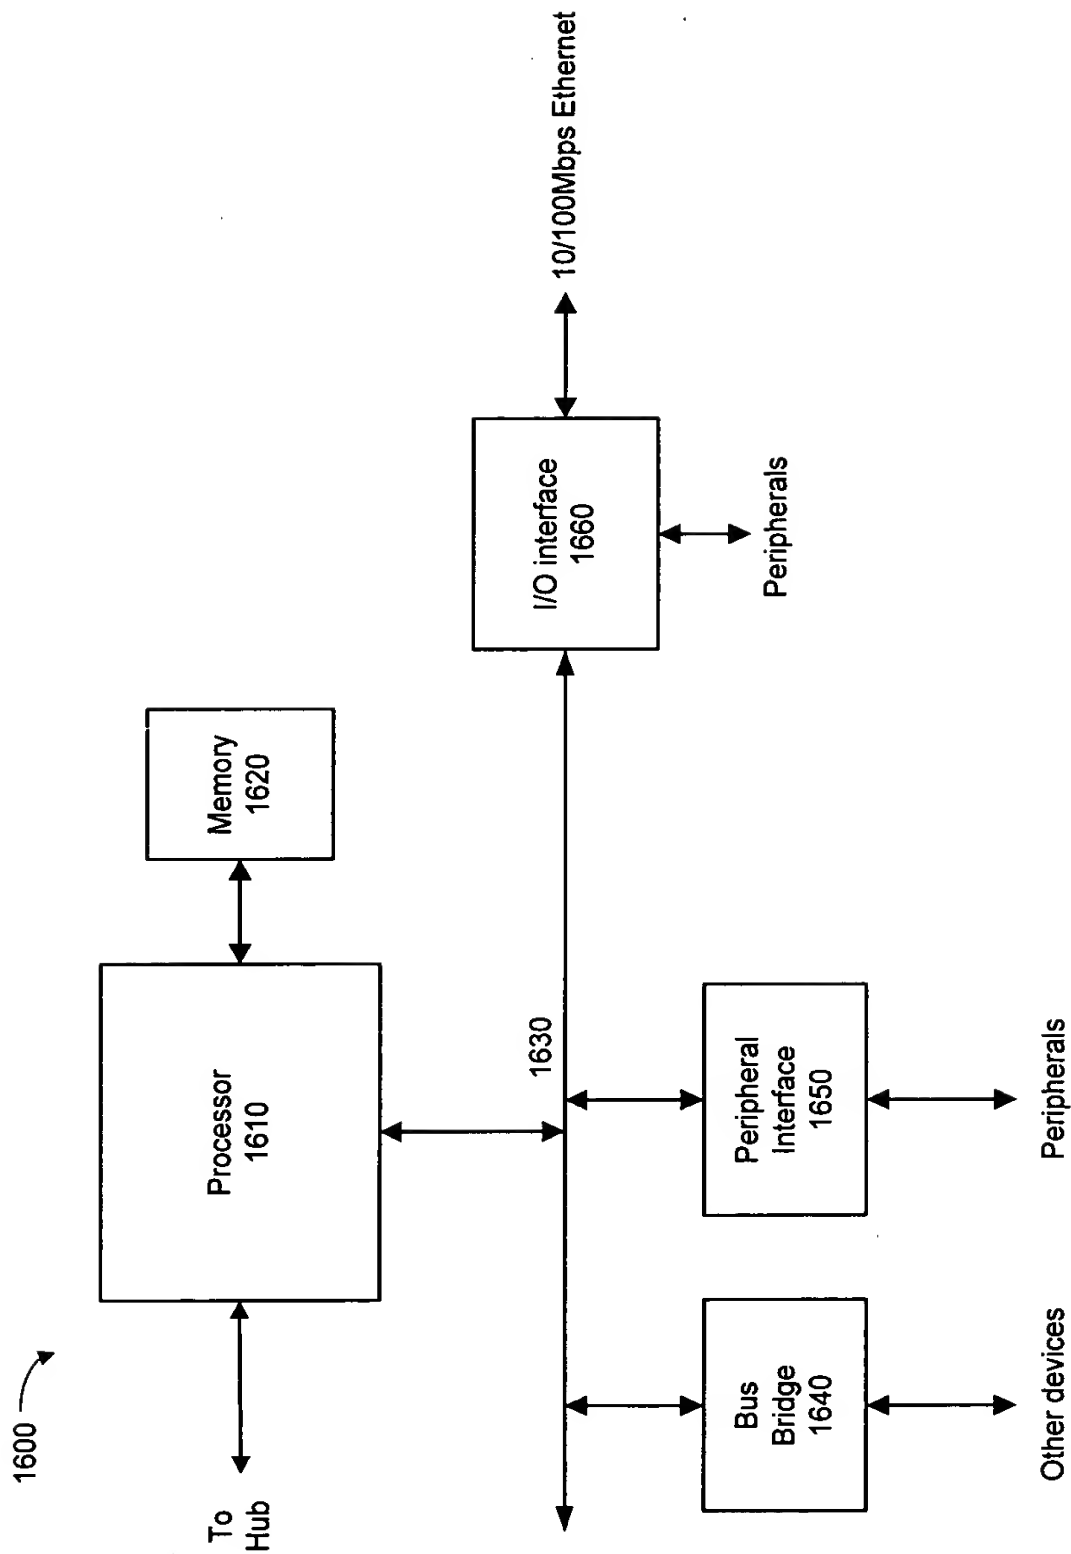 1600
To
Hub
Processor
1610
Memory
1620
1630
I/O interface
1660
10/100Mbps Ethernet
Peripherals
Bus
Bridge
1640
Peripheral
Interface
1650
Other devices
Peripherals